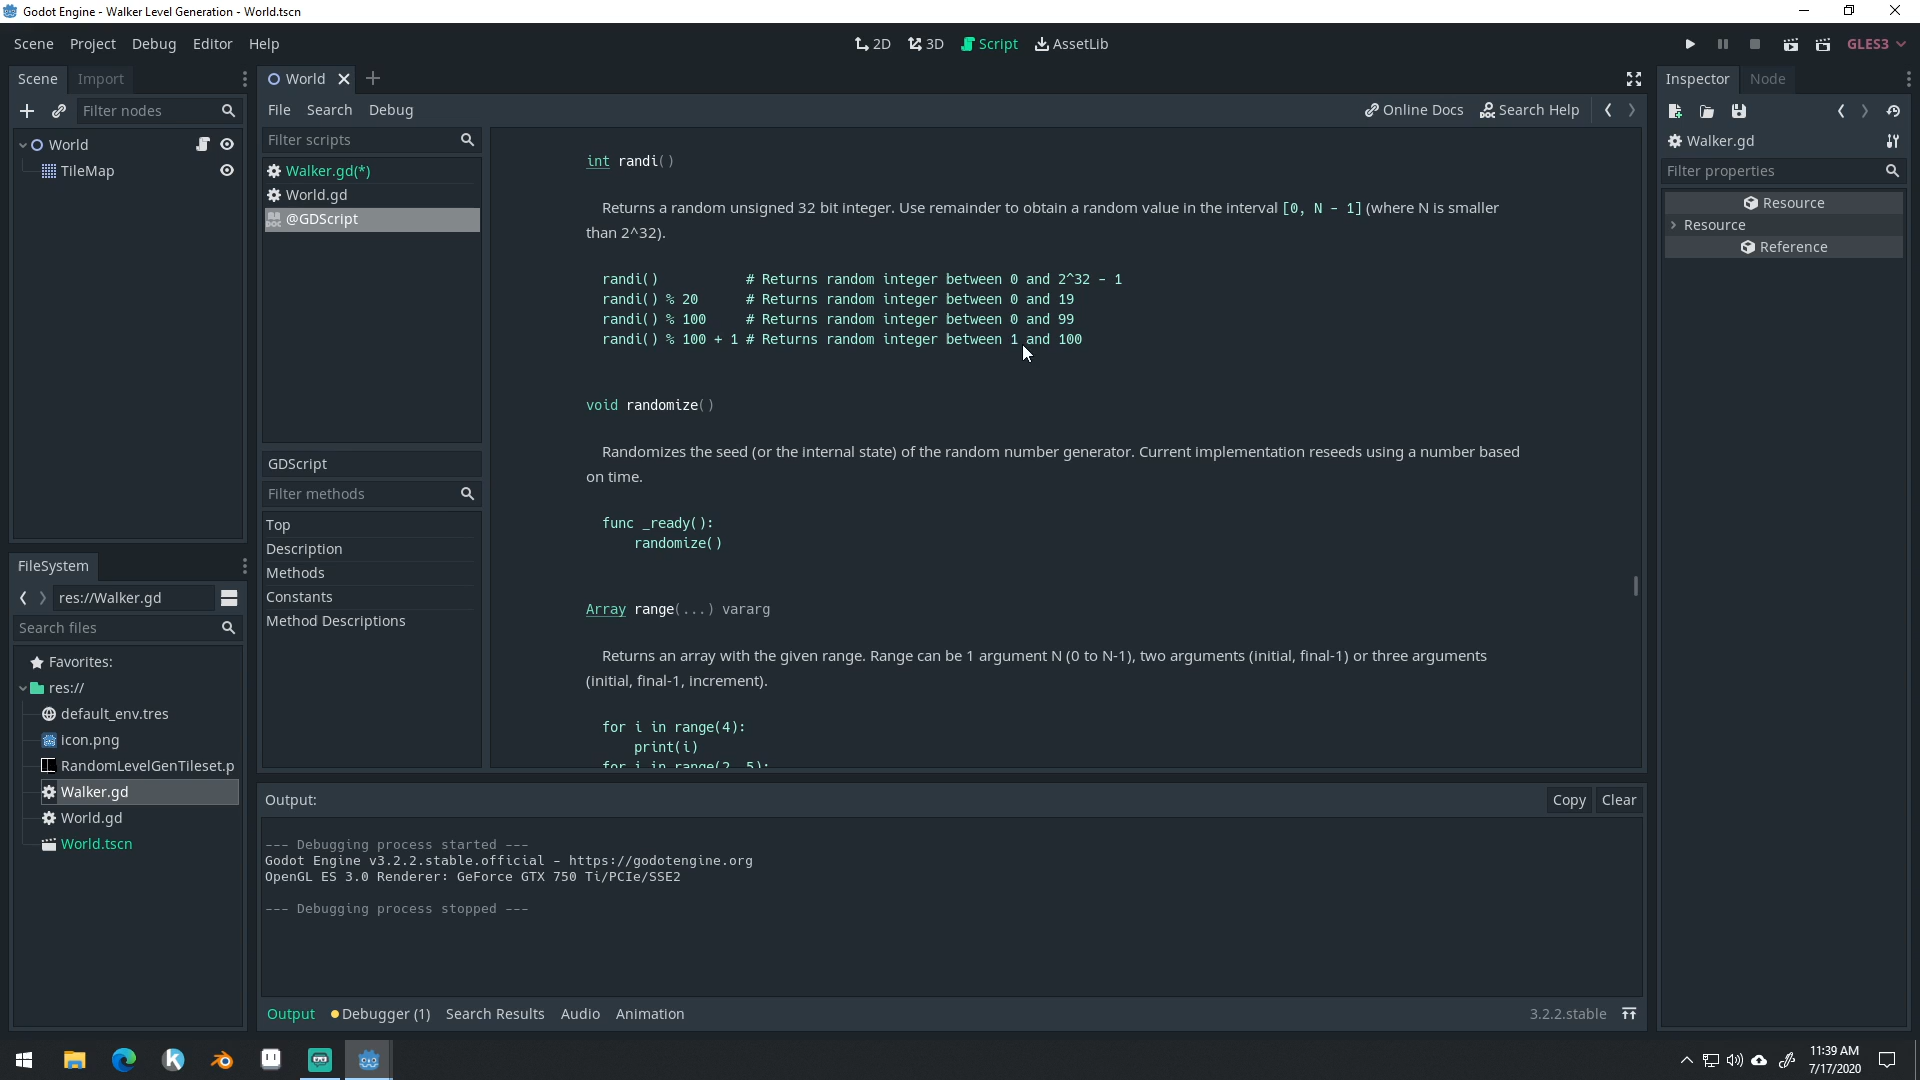 Godot Engine - Walker Level Generation - World.tscn
Scene Project Debug Editor Help
2D 3D Script AssetLib
GLES3
Scene Import
World
Inspector Node
Filter nodes
File Search Debug
Online Docs Search Help
Walker.gd
Filter properties
Resource
Resource
Reference
World
TileMap
Filter scripts
Walker.gd(*)
World.gd
@GDScript
GDScript
Filter methods
Top
Description
Methods
Constants
Method Descriptions
int randi()
Returns a random unsigned 32 bit integer. Use remainder to obtain a random value in the interval [0, N - 1] (where N is smaller
than 2^32).
randi() # Returns random integer between 0 and 2^32 - 1
randi() % 20 # Returns random integer between 0 and 19
randi() % 100 # Returns random integer between 0 and 99
randi() % 100 + 1 # Returns random integer between 1 and 100
void randomize()
Randomizes the seed (or the internal state) of the random number generator. Current implementation reseeds using a number based
on time.
func _ready():
randomize()
Array range(...) vararg
Returns an array with the given range. Range can be 1 argument N (0 to N-1), two arguments (initial, final-1) or three arguments
(initial, final-1, increment).
for i in range(4):
print(i)
for i in range(2, 5):
FileSystem
res://Walker.gd
Search files
Favorites:
res://
default_env.tres
icon.png
RandomLevelGenTileset.p
Walker.gd
World.gd
World.tscn
Output:
Copy Clear
--- Debugging process started ---
Godot Engine v3.2.2.stable.official - https://godotengine.org
OpenGL ES 3.0 Renderer: GeForce GTX 750 Ti/PCIe/SSE2
--- Debugging process stopped ---
Output Debugger (1) Search Results Audio Animation
3.2.2.stable
11:39 AM
7/17/2020